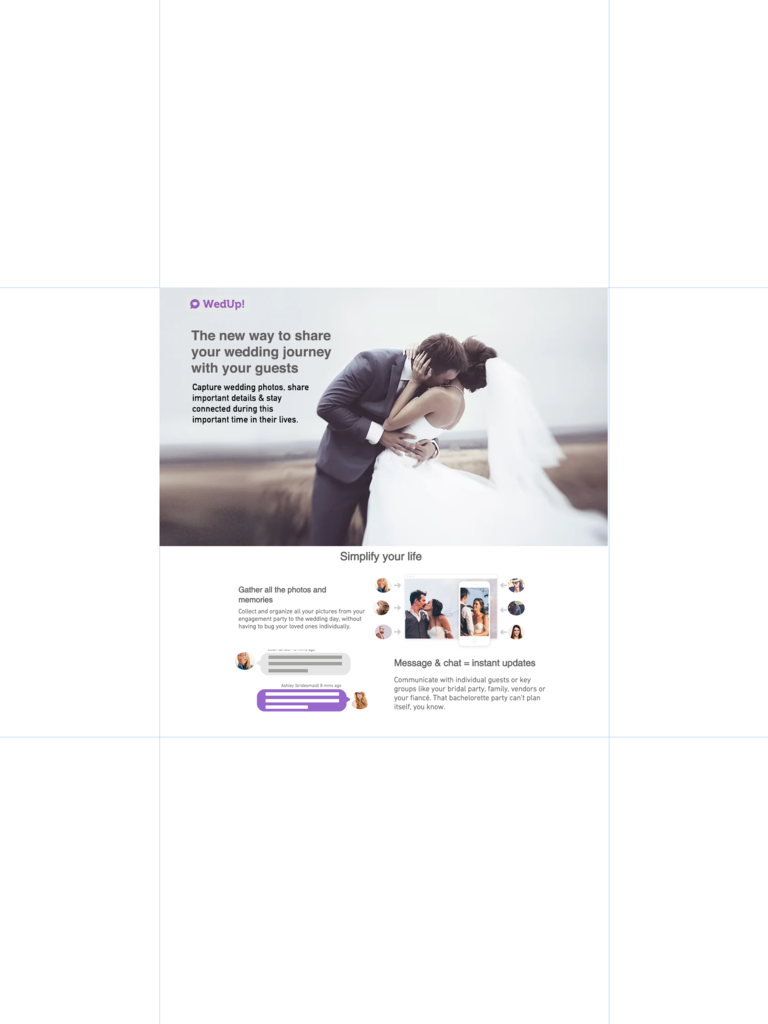 WedUp!
The new way to share
your wedding journey
with your guests
Capture wedding photos, share
important details & stay
connected during this
important time in their lives.
Simplify your life
Gather all the photos and
memories
Collect and organize all your pictures from your
engagement party to the wedding day, without
having to bug your loved ones individually.
Ashley (bridesmaid) 9 mins ago
Message & chat = instant updates
Communicate with individual guests or key
groups like your bridal party, family, vendors or
your fiancé. That bachelorette party can't plan
itself, you know.